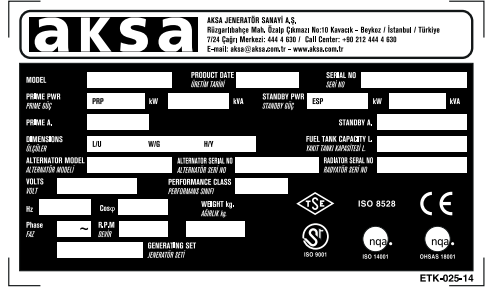 aksa
AKSA JENERATÖR SANAYİ A.Ş.
Rüzgarlıbahçe Mah. Özalp Çıkmazı No:10 Kavacık - Beykoz / İstanbul / Türkiye
7/24 Çağrı Merkezi: 444 4 630 / Call Center: +90 212 444 4 630
E-mail: aksa@aksa.com.tr - www.aksa.com.tr
MODEL PRODUCT DATE SERIAL NO
ÜRETİM TARİHİ SERİ NO
PRIME PWR PRP kW kVA STANDBY PWR ESP kW kVA
PRIME GÜÇ STANDBY GÜÇ
PRIME A. STANDBY A.
DIMENSIONS L/U W/G H/Y FUEL TANK CAPACITY L.
ÖLÇÜLER YAKIT TANKI KAPASİTESİ L.
ALTERNATOR MODEL ALTERNATOR SERIAL NO RADIATOR SERIAL NO
ALTERNATÖR MODELİ ALTERNATÖR SERİ NO RADYATÖR SERİ NO
VOLTS PERFORMANCE CLASS
VOLT PERFORMANS SINIFI
Hz Cosφ WEIGHT kg.
AĞIRLIK kg.
TSE ISO 8528 CE
Phase ~ R.P.M
FAZ DEVİR
GENERATING SET
JENERATÖR SETİ
nqa. nqa.
ISO 9001 ISO 14001 OHSAS 18001
ETK-025-14